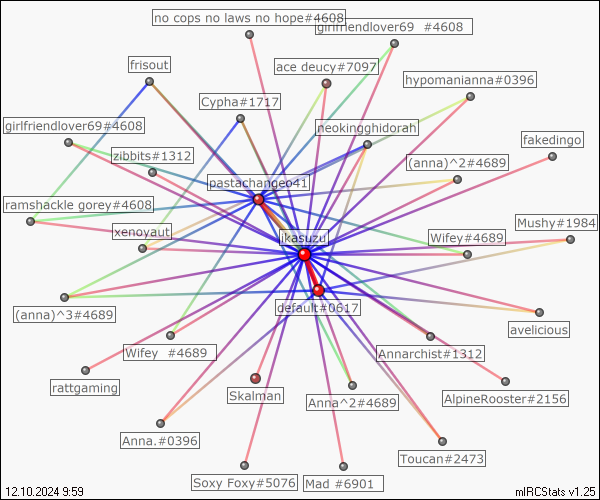 no cops no laws no hope#4608
girlfriendlover69 #4608
frisout
ace deucy#7097
hypomanianna#0396
Cypha#1717
neokingghidorah
girlfriendlover69#4608
zibbits#1312
(anna)^2#4689
fakedingo
pastachangeo41
ramshackle gorey#4608
xenoyaut
ikasuzu
Wifey#4689
Mushy#1984
(anna)^3#4689
default#0617
avelicious
Wifey #4689
Annarchist#1312
rattgaming
Skalman
Anna^2#4689
AlpineRooster#2156
Anna.#0396
Toucan#2473
Soxy Foxy#5076
Mad #6901
12.10.2024 9:59
mIRCStats v1.25